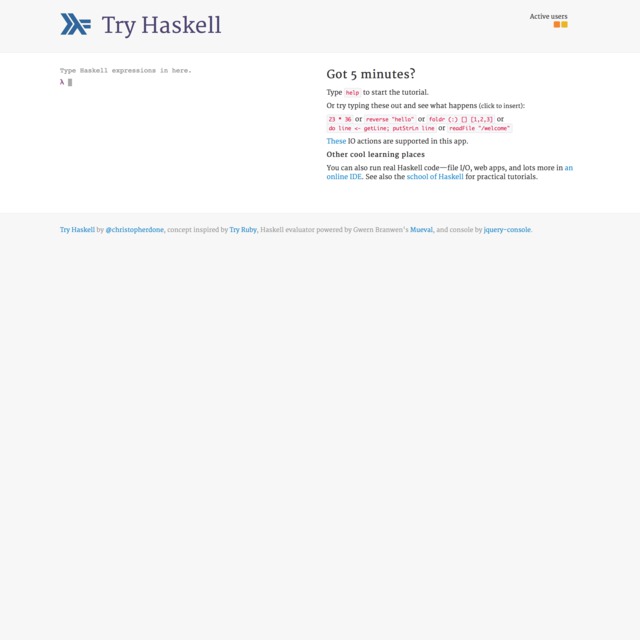 Try Haskell
Active users
Type Haskell expressions in here.
λ
Got 5 minutes?
Type help to start the tutorial.
Or try typing these out and see what happens (click to insert):
23 * 36 or reverse "hello" or foldr (:) [] [1,2,3] or
do line <- getLine; putStrLn line or readFile "/welcome"
These IO actions are supported in this app.
Other cool learning places
You can also run real Haskell code—file I/O, web apps, and lots more in an
online IDE. See also the school of Haskell for practical tutorials.
Try Haskell by @christopherdone, concept inspired by Try Ruby, Haskell evaluator powered by Gwern Branwen's Mueval, and console by jquery-console.